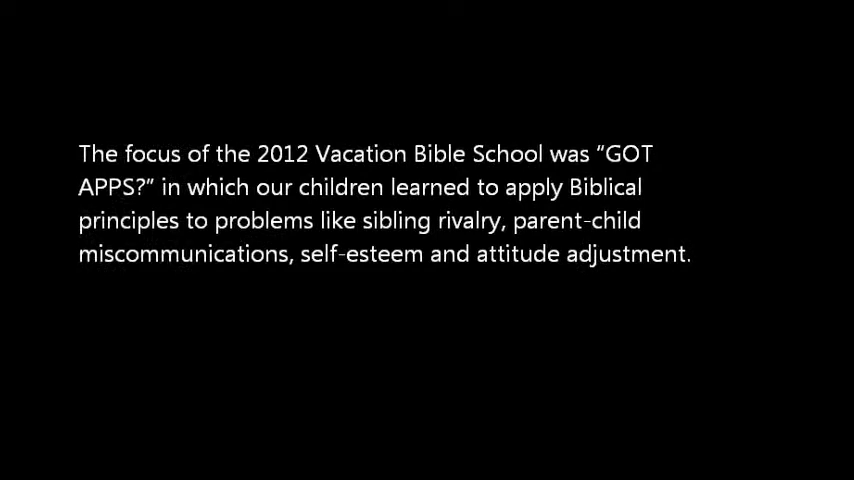 The focus of the 2012 Vacation Bible School was “GOT
APPS?” in which our children learned to apply Biblical
principles to problems like sibling rivalry, parent-child
miscommunications, self-esteem and attitude adjustment.